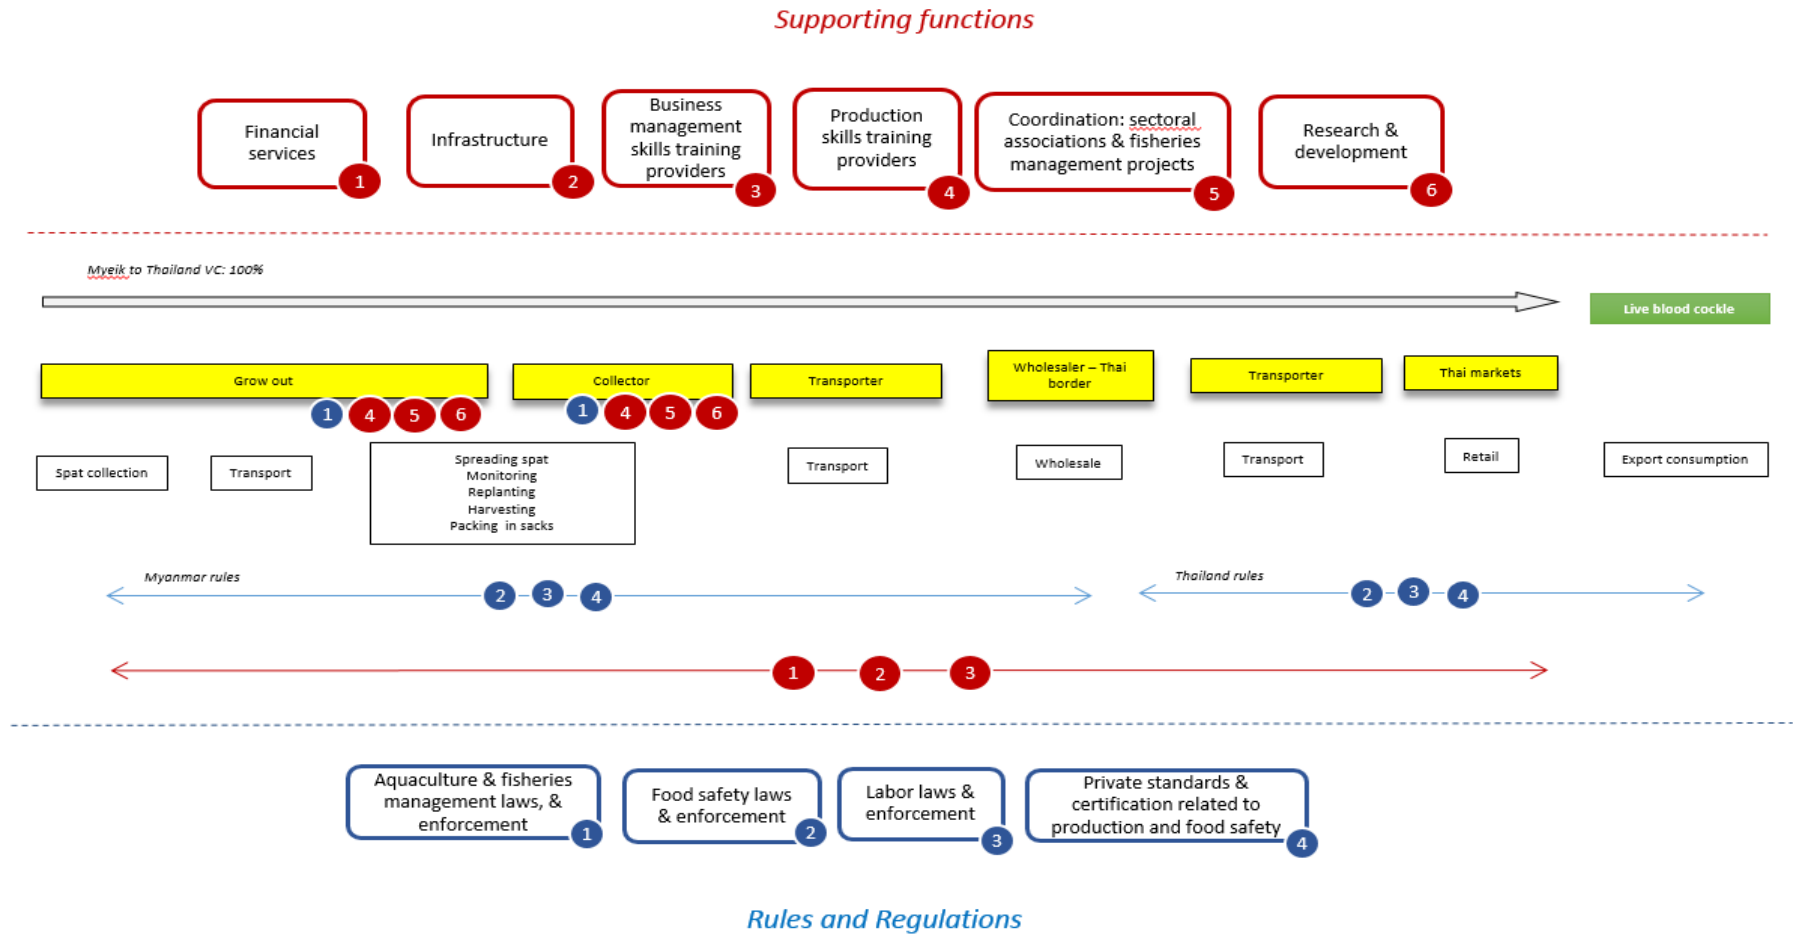 Supporting functions
Financial
services
1
Infrastructure
2
Business
management
skills training
providers
3
Production
skills training
providers
4
Coordination: sectoral
associations & fisheries
management projects
5
Research &
development
6
Myeik to Thailand VC: 100%
Live blood cockle
Grow out
1 4 5 6
Collector
1 4 5 6
Transporter
Wholesaler – Thai
border
Transporter
Thai markets
Spat collection
Transport
Spreading spat
Monitoring
Replanting
Harvesting
Packing in sacks
Transport
Wholesale
Transport
Retail
Export consumption
Myanmar rules
2 3 4
Thailand rules
2 3 4
1 2 3
Aquaculture & fisheries
management laws, &
enforcement
1
Food safety laws
& enforcement
2
Labor laws &
enforcement
3
Private standards &
certification related to
production and food safety
4
Rules and Regulations